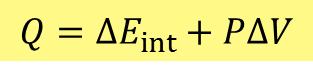 Q = ΔE_int + PΔV